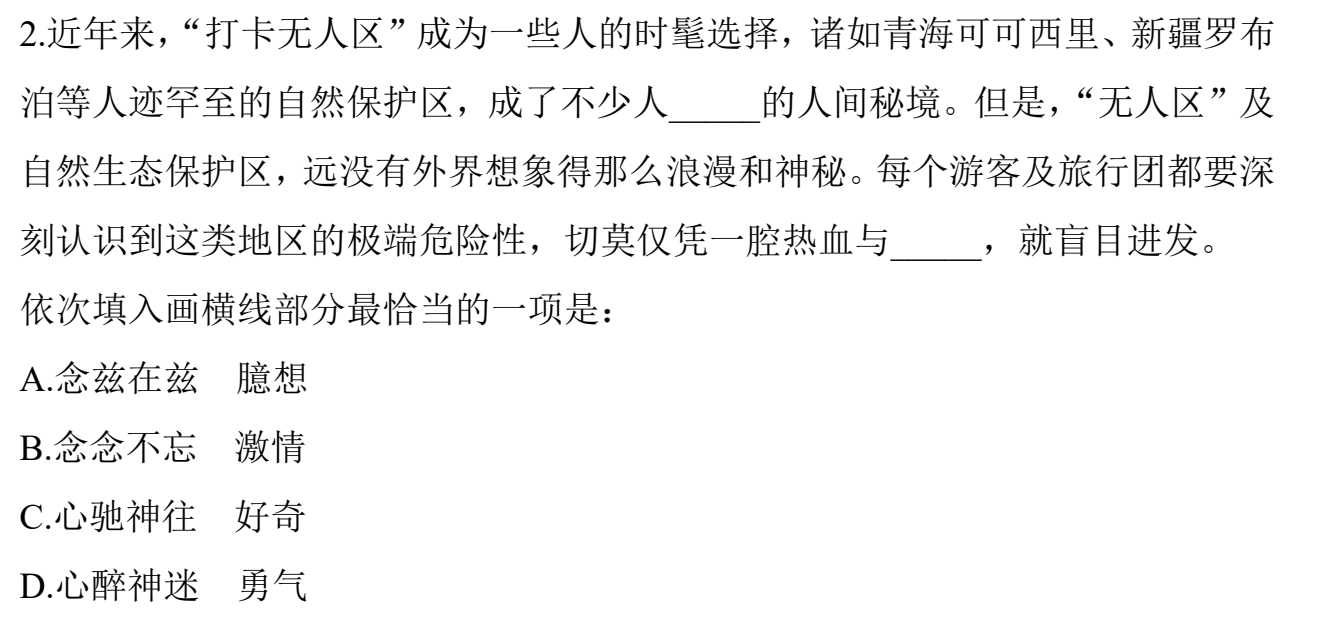 2.近年来，“打卡无人区”成为一些人的时髦选择，诸如青海可可西里、新疆罗布
泊等人迹罕至的自然保护区，成了不少人_____的人间秘境。但是，“无人区”及
自然生态保护区，远没有外界想象得那么浪漫和神秘。每个游客及旅行团都要深
刻认识到这类地区的极端危险性，切莫仅凭一腔热血与_____，就盲目进发。
依次填入画横线部分最恰当的一项是：
A.念兹在兹 臆想
B.念念不忘 激情
C.心驰神往 好奇
D.心醉神迷 勇气